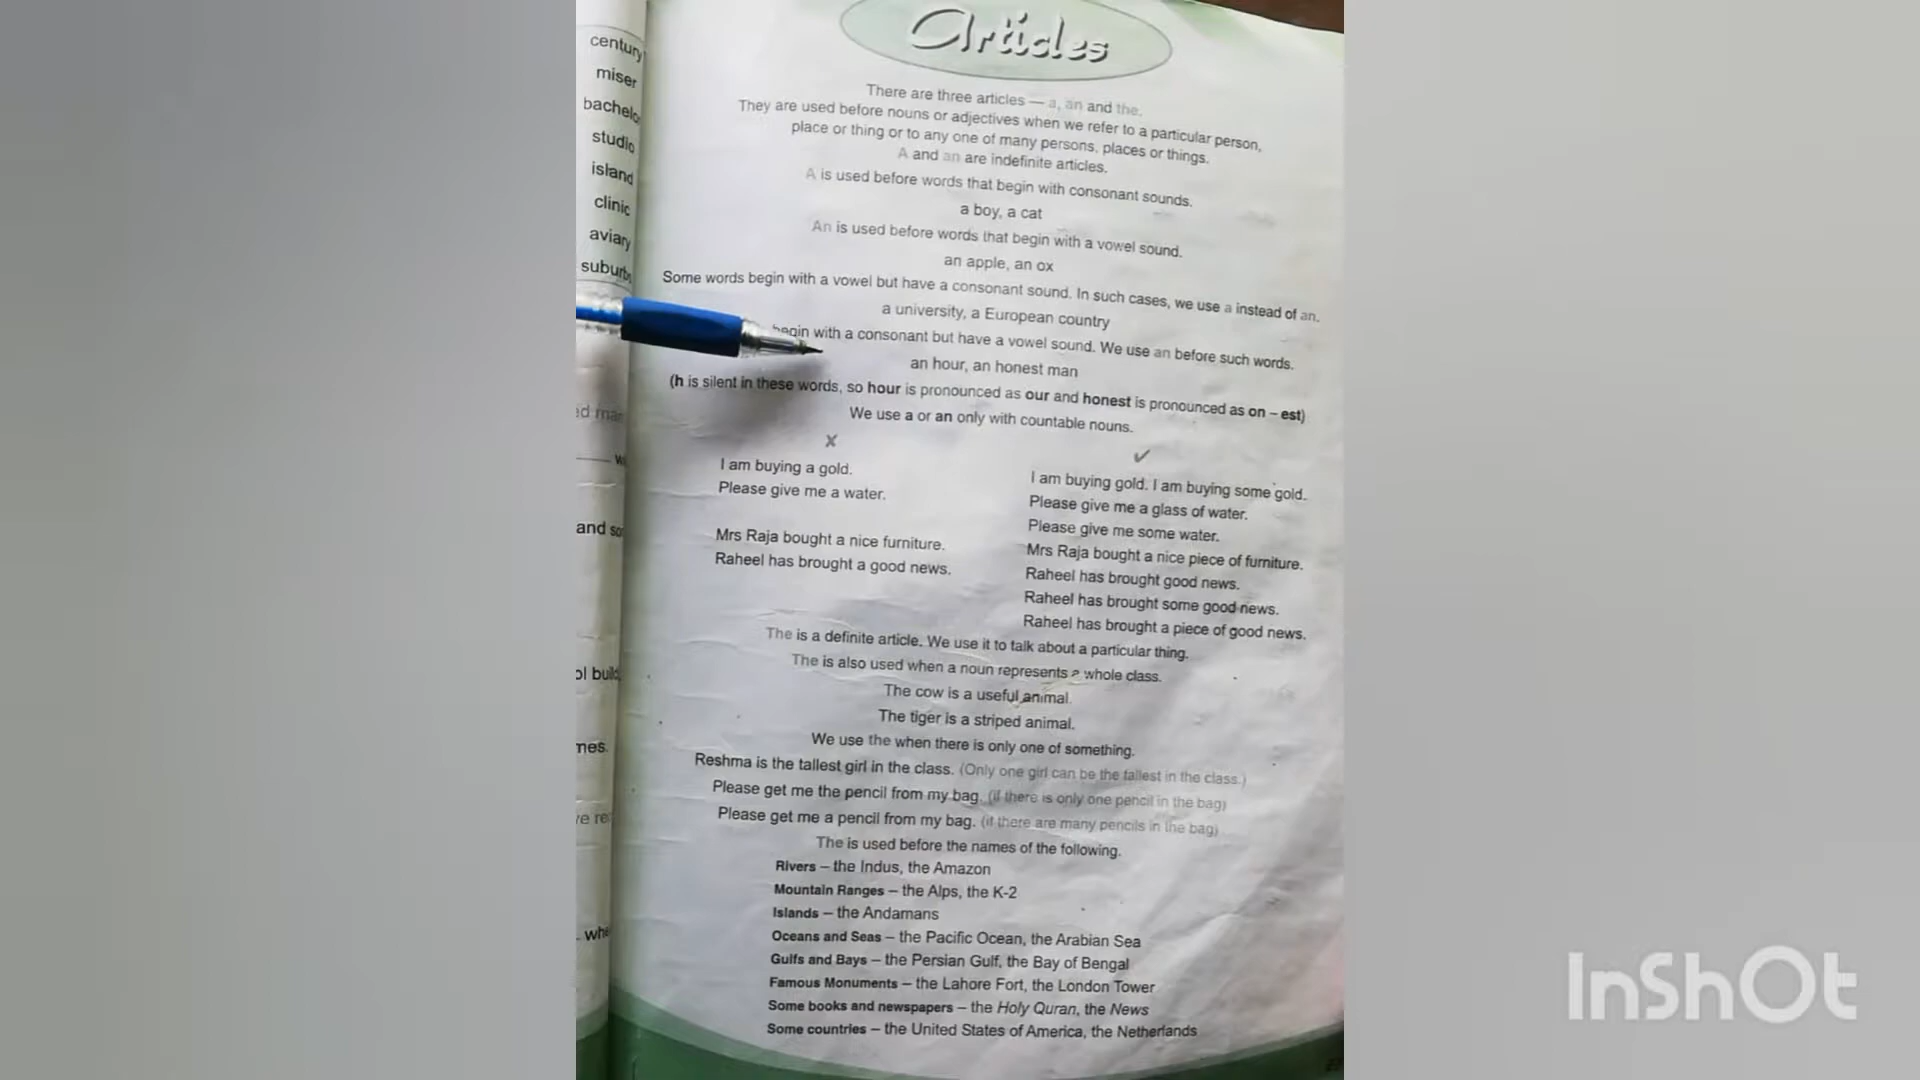 century
miser
bachelo
studio
island
clinic
aviary
suburbs
ed man
and so
ol build
mes.
ve re
whe
Articles
There are three articles — a, an and the.
They are used before nouns or adjectives when we refer to a particular person,
place or thing or to any one of many persons, places or things.
A and an are indefinite articles.
A is used before words that begin with consonant sounds.
a boy, a cat
An is used before words that begin with a vowel sound.
an apple, an ox
Some words begin with a vowel but have a consonant sound. In such cases, we use a instead of an.
a university, a European country
begin with a consonant but have a vowel sound. We use an before such words.
an hour, an honest man
(h is silent in these words, so hour is pronounced as our and honest is pronounced as on – est)
We use a or an only with countable nouns.
✗ ✓
I am buying a gold. I am buying gold. I am buying some gold.
Please give me a water. Please give me a glass of water.
Please give me some water.
Mrs Raja bought a nice furniture. Mrs Raja bought a nice piece of furniture.
Raheel has brought a good news. Raheel has brought good news.
Raheel has brought some good news.
Raheel has brought a piece of good news.
The is a definite article. We use it to talk about a particular thing.
The is also used when a noun represents a whole class.
The cow is a useful animal.
The tiger is a striped animal.
We use the when there is only one of something.
Reshma is the tallest girl in the class. (Only one girl can be the tallest in the class.)
Please get me the pencil from my bag. (if there is only one pencil in the bag)
Please get me a pencil from my bag. (if there are many pencils in the bag)
The is used before the names of the following.
Rivers – the Indus, the Amazon
Mountain Ranges – the Alps, the K-2
Islands – the Andamans
Oceans and Seas – the Pacific Ocean, the Arabian Sea
Gulfs and Bays – the Persian Gulf, the Bay of Bengal
Famous Monuments – the Lahore Fort, the London Tower
Some books and newspapers – the Holy Quran, the News
Some countries – the United States of America, the Netherlands
InShOt